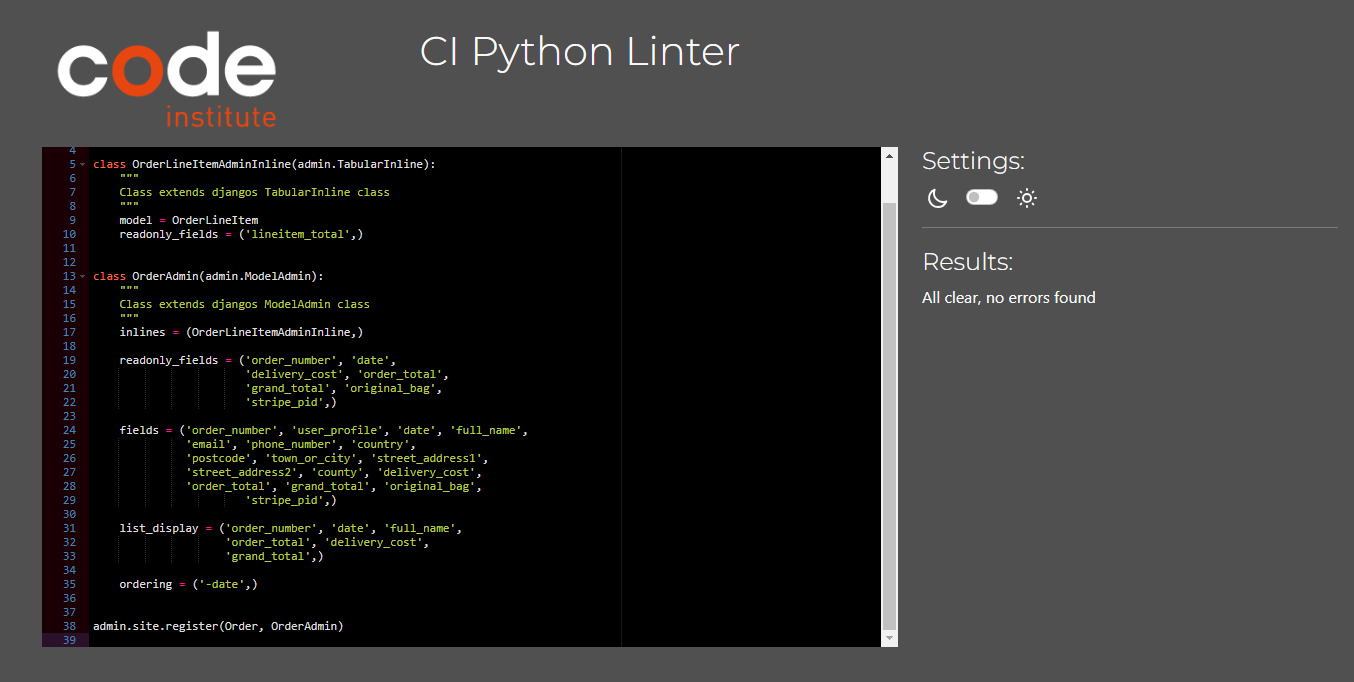 code
institute
CI Python Linter
4
5 class OrderLineItemAdminInline(admin.TabularInline):
6 """
7 Class extends djangos TabularInline class
8 """
9 model = OrderLineItem
10 readonly_fields = ('lineitem_total',)
11
12
13 class OrderAdmin(admin.ModelAdmin):
14 """
15 Class extends djangos ModelAdmin class
16 """
17 inlines = (OrderLineItemAdminInline,)
18
19 readonly_fields = ('order_number', 'date',
20 'delivery_cost', 'order_total',
21 'grand_total', 'original_bag',
22 'stripe_pid',)
23
24 fields = ('order_number', 'user_profile', 'date', 'full_name',
25 'email', 'phone_number', 'country',
26 'postcode', 'town_or_city', 'street_address1',
27 'street_address2', 'county', 'delivery_cost',
28 'order_total', 'grand_total', 'original_bag',
29 'stripe_pid',)
30
31 list_display = ('order_number', 'date', 'full_name',
32 'order_total', 'delivery_cost',
33 'grand_total',)
34
35 ordering = ('-date',)
36
37
38 admin.site.register(Order, OrderAdmin)
39
Settings:
Results:
All clear, no errors found